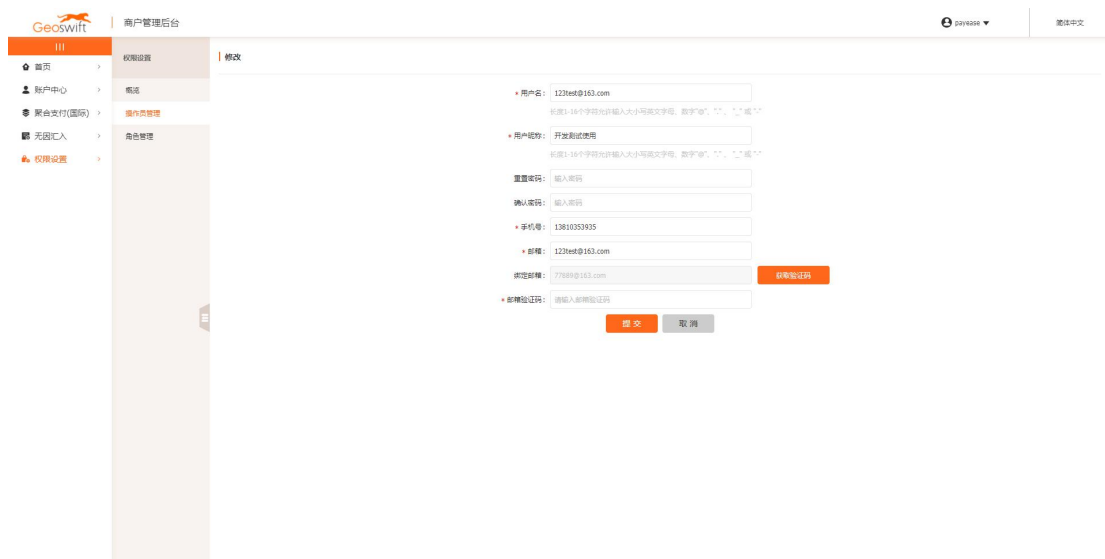 Geoswift
商户管理后台
payease
简体中文
首页
账户中心
聚合支付(国际)
无因汇入
权限设置
权限设置
概览
操作员管理
角色管理
修改
* 用户名: 123test@163.com
长度1-16个字符允许输入大小写英文字母、数字"@"、"."、"_"或"-"
* 用户昵称: 开发测试使用
长度1-16个字符允许输入大小写英文字母、数字"@"、"."、"_"或"-"
重置密码: 输入密码
确认密码: 输入密码
* 手机号: 13810353935
* 邮箱: 123test@163.com
绑定邮箱: 77889@163.com 获取验证码
* 邮箱验证码: 请输入邮箱验证码
提 交 取 消